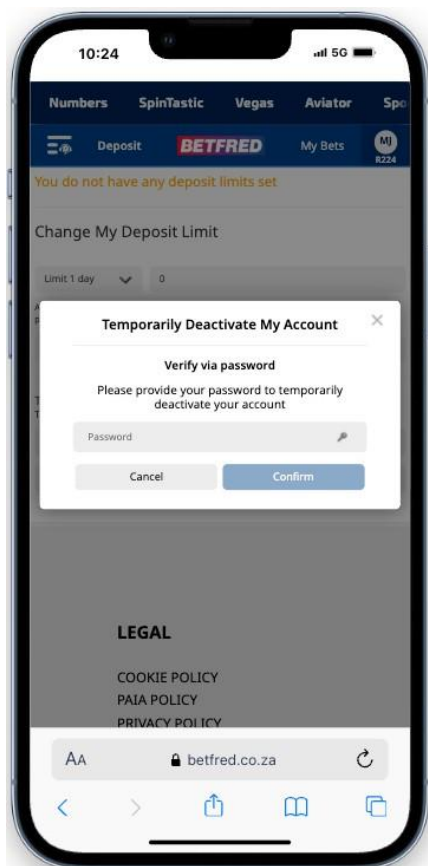 10:24
5G
Numbers SpinTastic Vegas Aviator Spo
Deposit BETFRED My Bets MJ
R224
You do not have any deposit limits set
Change My Deposit Limit
Limit 1 day 0
Temporarily Deactivate My Account
Verify via password
Please provide your password to temporarily
deactivate your account
Password
Cancel Confirm
LEGAL
COOKIE POLICY
PAIA POLICY
PRIVACY POLICY
AA betfred.co.za